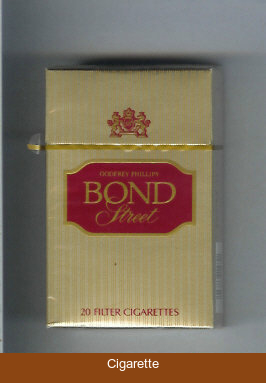 GODFREY PHILLIPS
BOND
Street
20 FILTER CIGARETTES
Cigarette